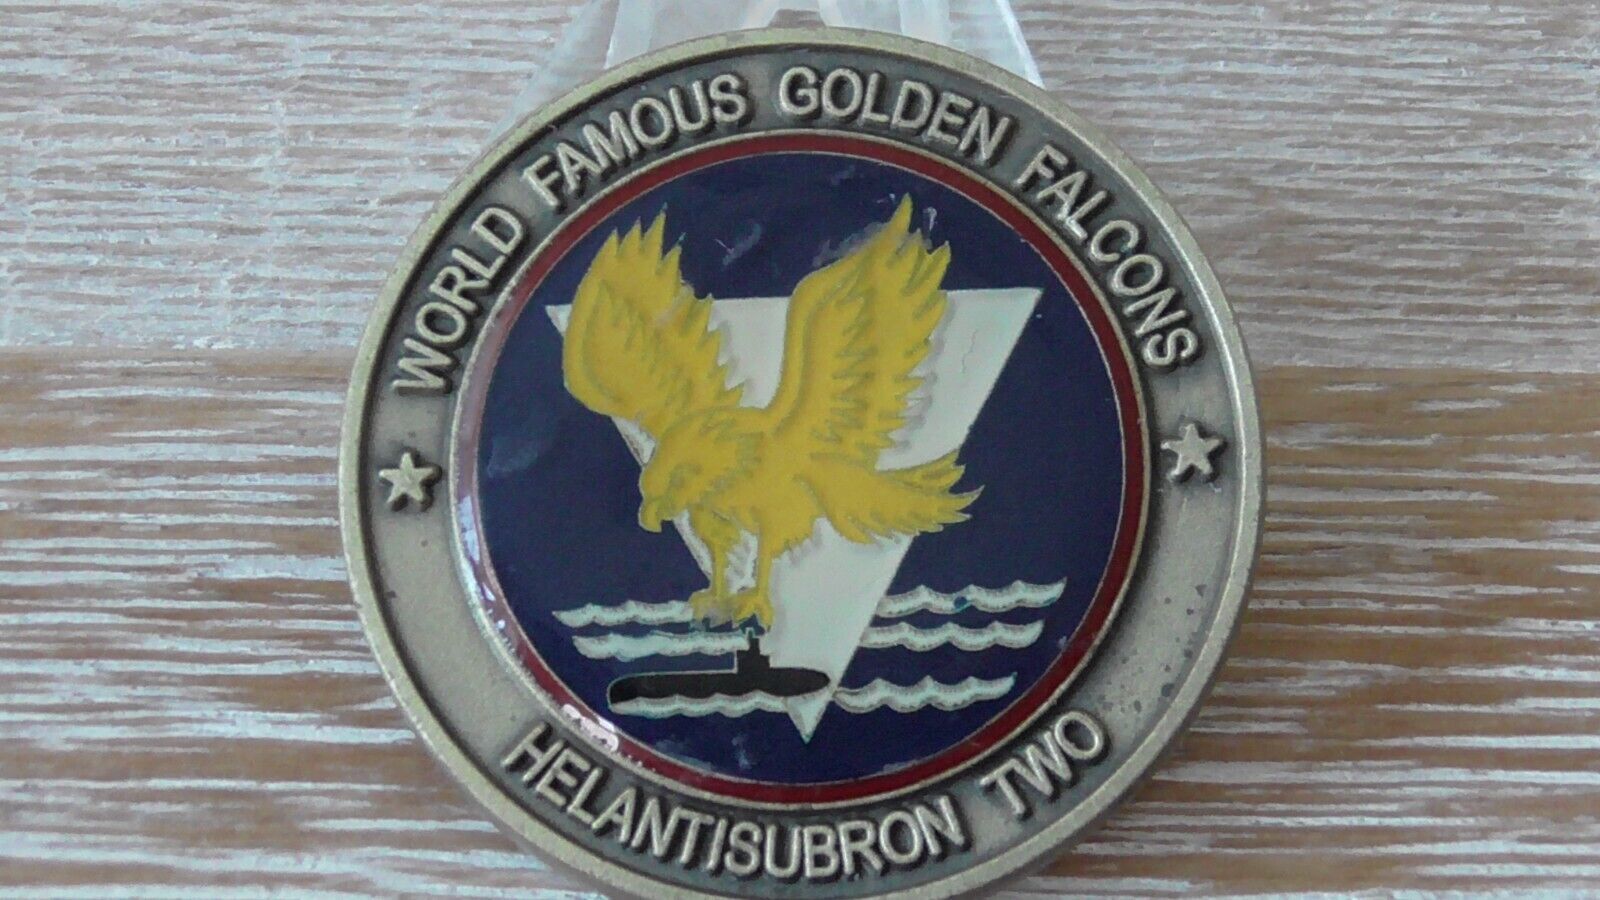 WORLD FAMOUS GOLDEN FALCONS
HELANTISUBRON TWO